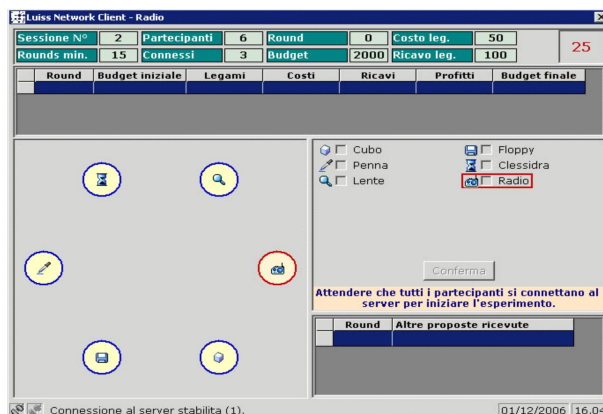 Luiss Network Client - Radio
Sessione N° 2 Partecipanti 6 Round 0 Costo leg. 50
Rounds min. 15 Connessi 3 Budget 2000 Ricavo leg. 100
25
Round Budget iniziale Legami Costi Ricavi Profitti Budget finale
Cubo Floppy
Penna Clessidra
Lente Radio
Conferma
Attendere che tutti i partecipanti si connettano al
server per iniziare l'esperimento.
Round Altre proposte ricevute
Connessione al server stabilita (1). 01/12/2006 16.04